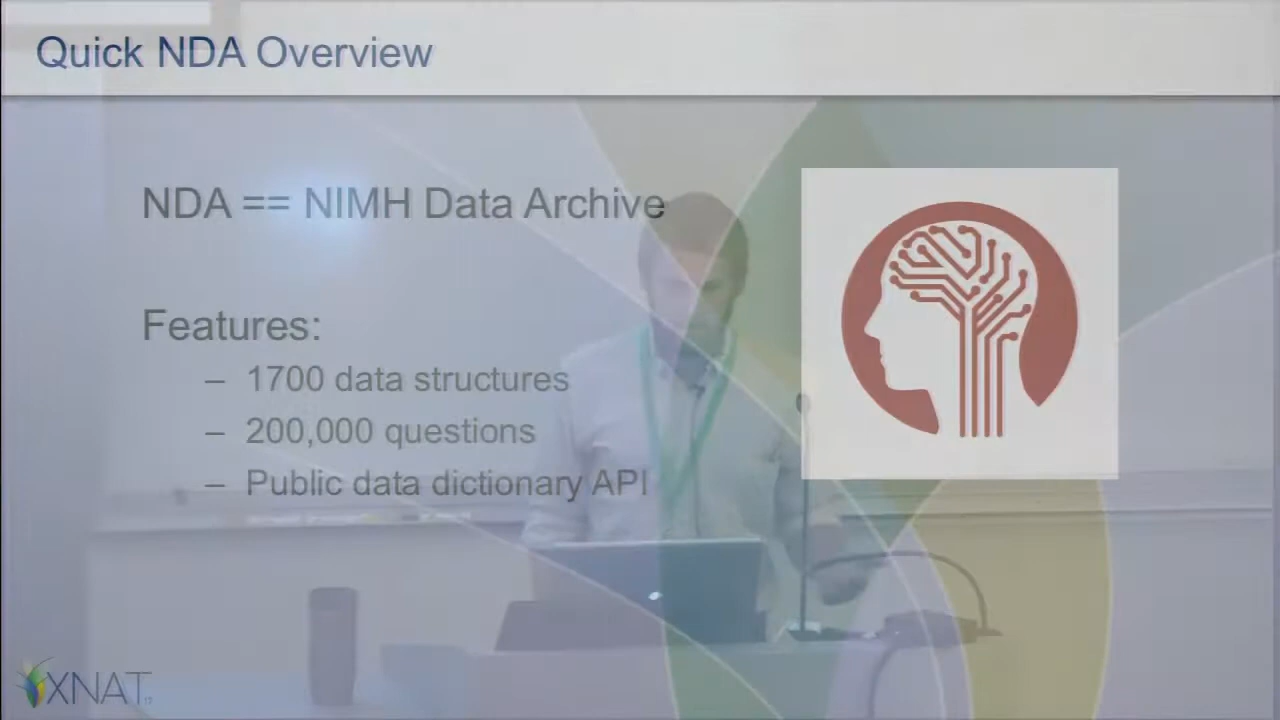 Quick NDA Overview
NDA == NIMH Data Archive
Features:
– 1700 data structures
– 200,000 questions
– Public data dictionary API
XNAT